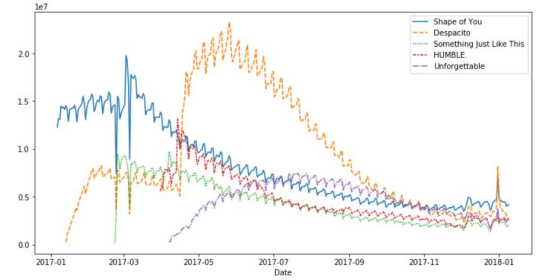 1e7
Shape of You
Despacito
Something Just Like This
HUMBLE.
Unforgettable
2.0
1.5
1.0
0.5
0.0
2017-01 2017-03 2017-05 2017-07 2017-09 2017-11 2018-01
Date